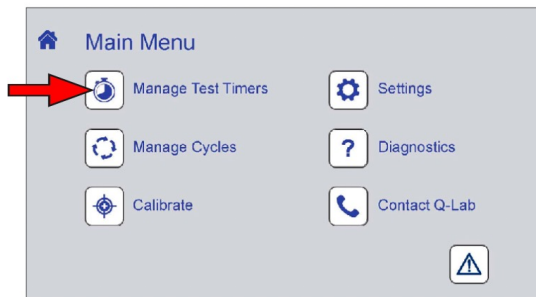 Main Menu
Manage Test Timers
Settings
Manage Cycles
? Diagnostics
Calibrate
Contact Q-Lab